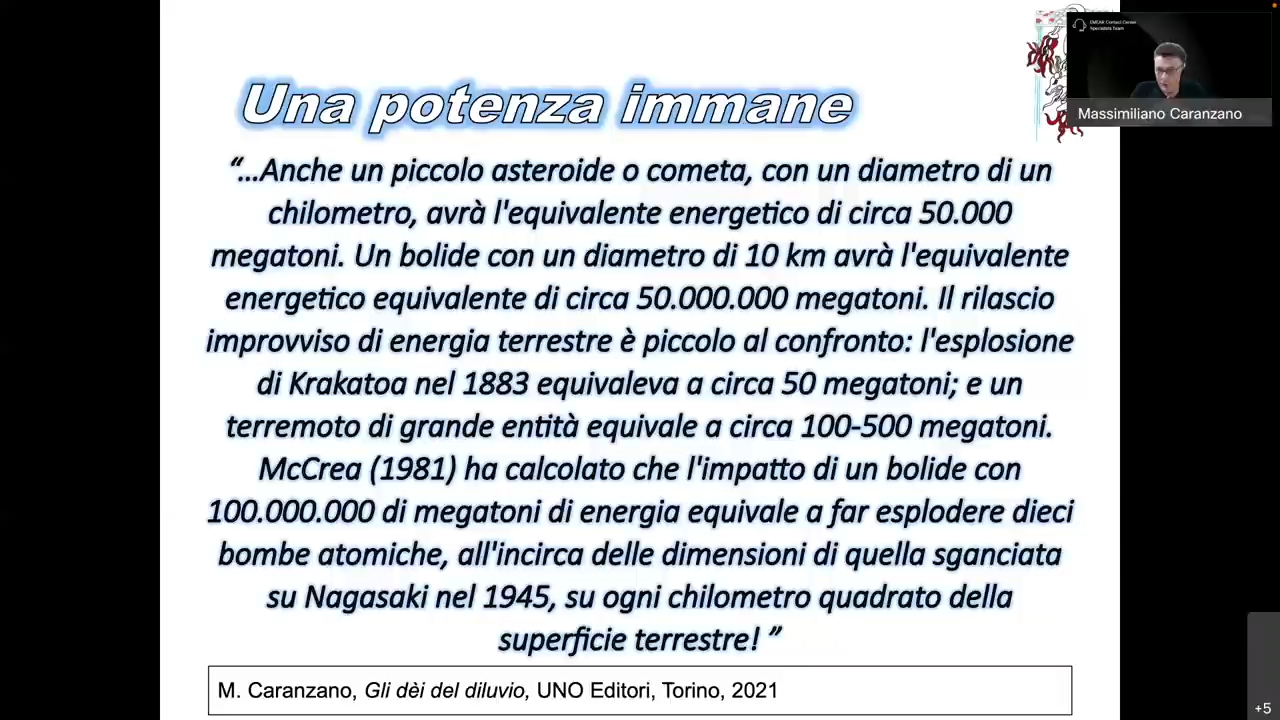 Una potenza immane
“...Anche un piccolo asteroide o cometa, con un diametro di un
chilometro, avrà l'equivalente energetico di circa 50.000
megatoni. Un bolide con un diametro di 10 km avrà l'equivalente
energetico equivalente di circa 50.000.000 megatoni. Il rilascio
improvviso di energia terrestre è piccolo al confronto: l'esplosione
di Krakatoa nel 1883 equivaleva a circa 50 megatoni; e un
terremoto di grande entità equivale a circa 100-500 megatoni.
McCrea (1981) ha calcolato che l'impatto di un bolide con
100.000.000 di megatoni di energia equivale a far esplodere dieci
bombe atomiche, all'incirca delle dimensioni di quella sganciata
su Nagasaki nel 1945, su ogni chilometro quadrato della
superficie terrestre! ”
M. Caranzano, Gli dèi del diluvio, UNO Editori, Torino, 2021
EMEAR Contact Center
Specialists Team
Massimiliano Caranzano
+5